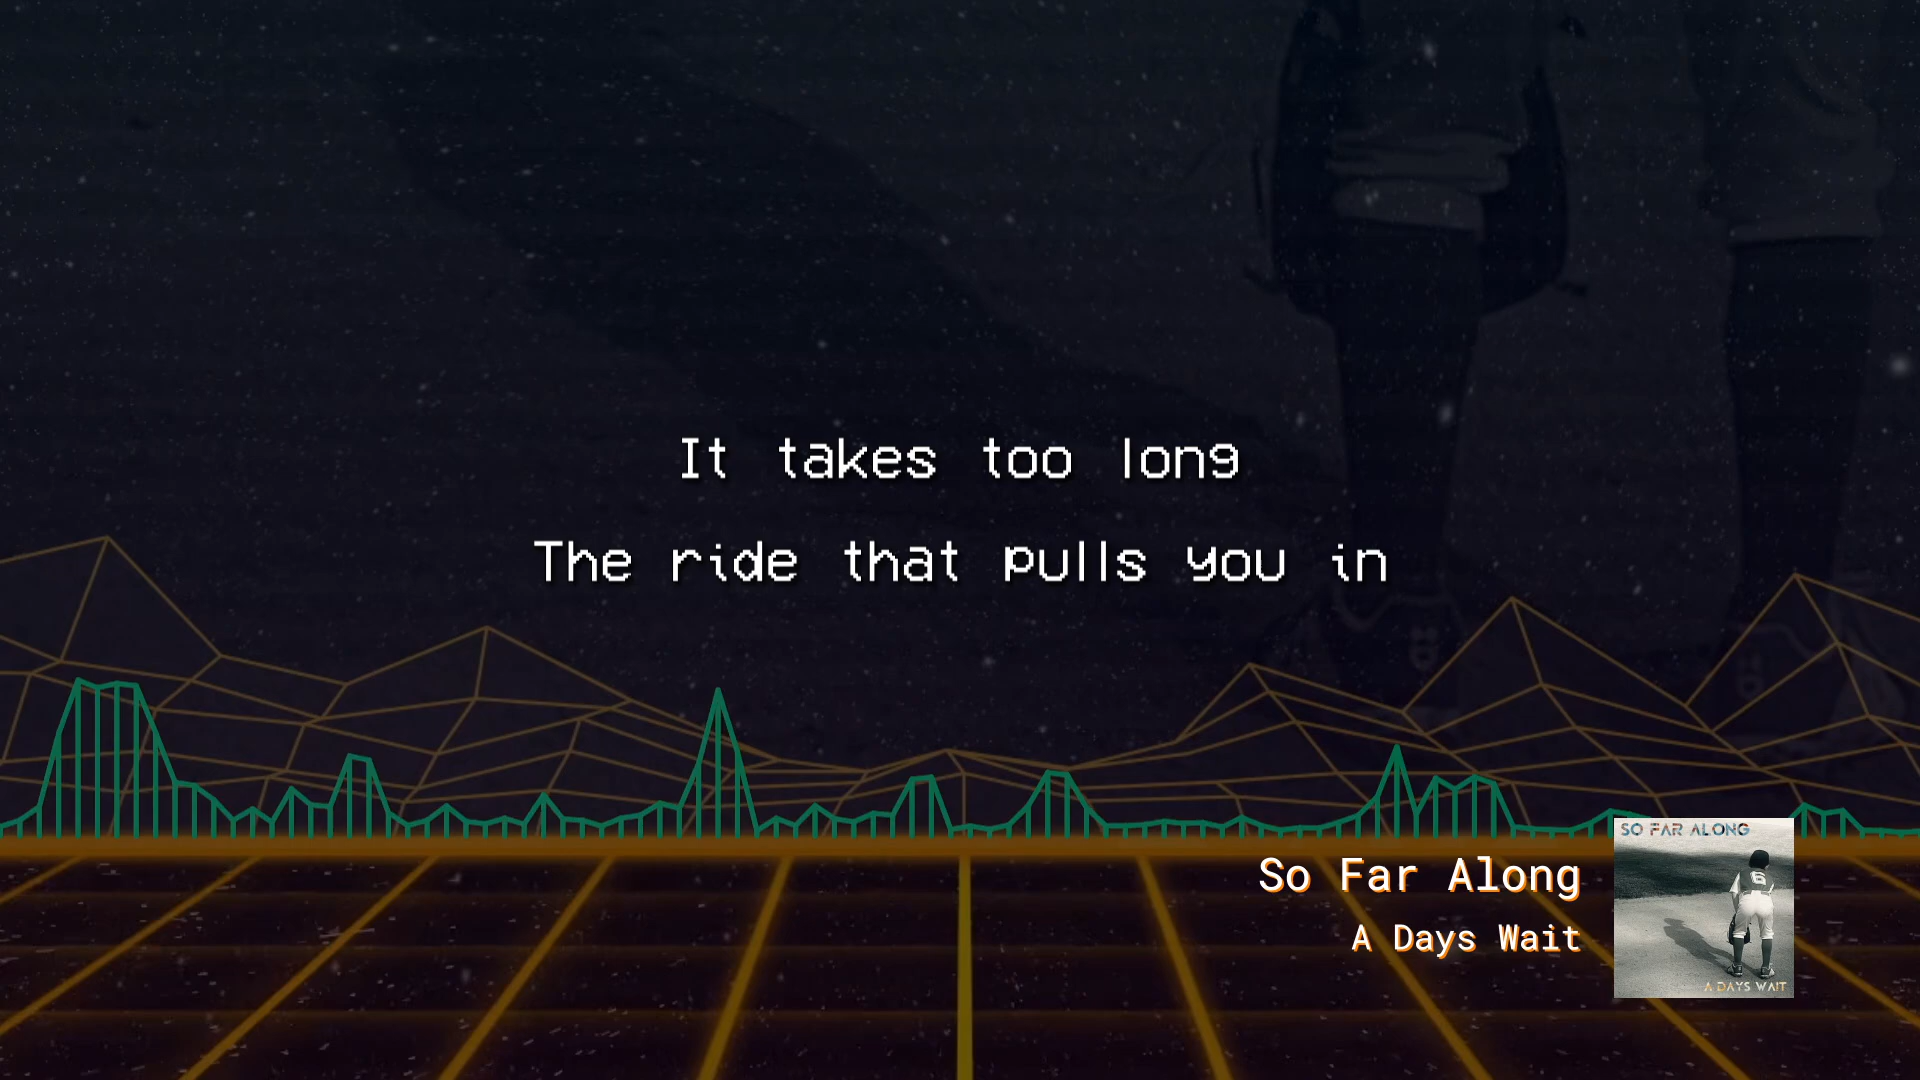 It takes too long
The ride that pulls you in
So Far Along
A Days Wait
SO FAR ALONG
6
A DAYS WAIT